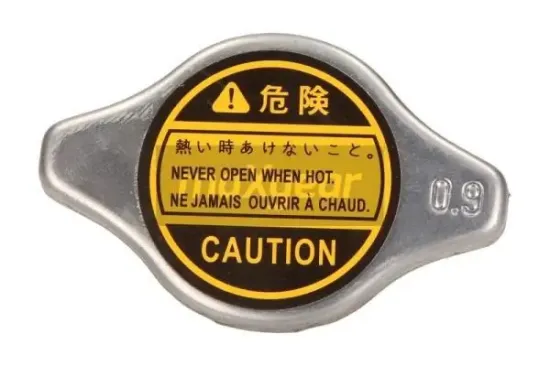 危険
熱い時あけないこと。
NEVER OPEN WHEN HOT.
maxgear
NE JAMAIS OUVRIR À CHAUD.
CAUTION
0.9